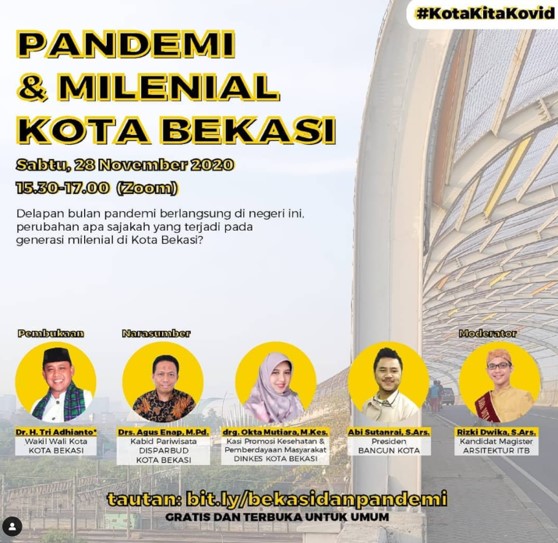 #KotaKitaKovid
PANDEMI
& MILENIAL
KOTA BEKASI
Sabtu, 28 November 2020
15.30-17.00 (Zoom)
Delapan bulan pandemi berlangsung di negeri ini,
perubahan apa sajakah yang terjadi pada
generasi milenial di Kota Bekasi?
Pembukaan
Narasumber
Moderator
Dr. H. Tri Adhianto*
Wakil Wali Kota
KOTA BEKASI
Drs, Agus Enap, M.Pd.
Kabid Pariwisata
DISPARBUD
KOTA BEKASI
drg. Okta Mutiara, M.Kes.
Kasi Promosi Kesehatan &
Pemberdayaan Masyarakat
DINKES KOTA BEKASI
Abi Sutanrai, S.Ars.
Presiden
BANGUN KOTA
Rizki Dwika, S.Ars.
Kandidat Magister
ARSITEKTUR ITB
tautan: bit.ly/bekasidanpandemi
GRATIS DAN TERBUKA UNTUK UMUM